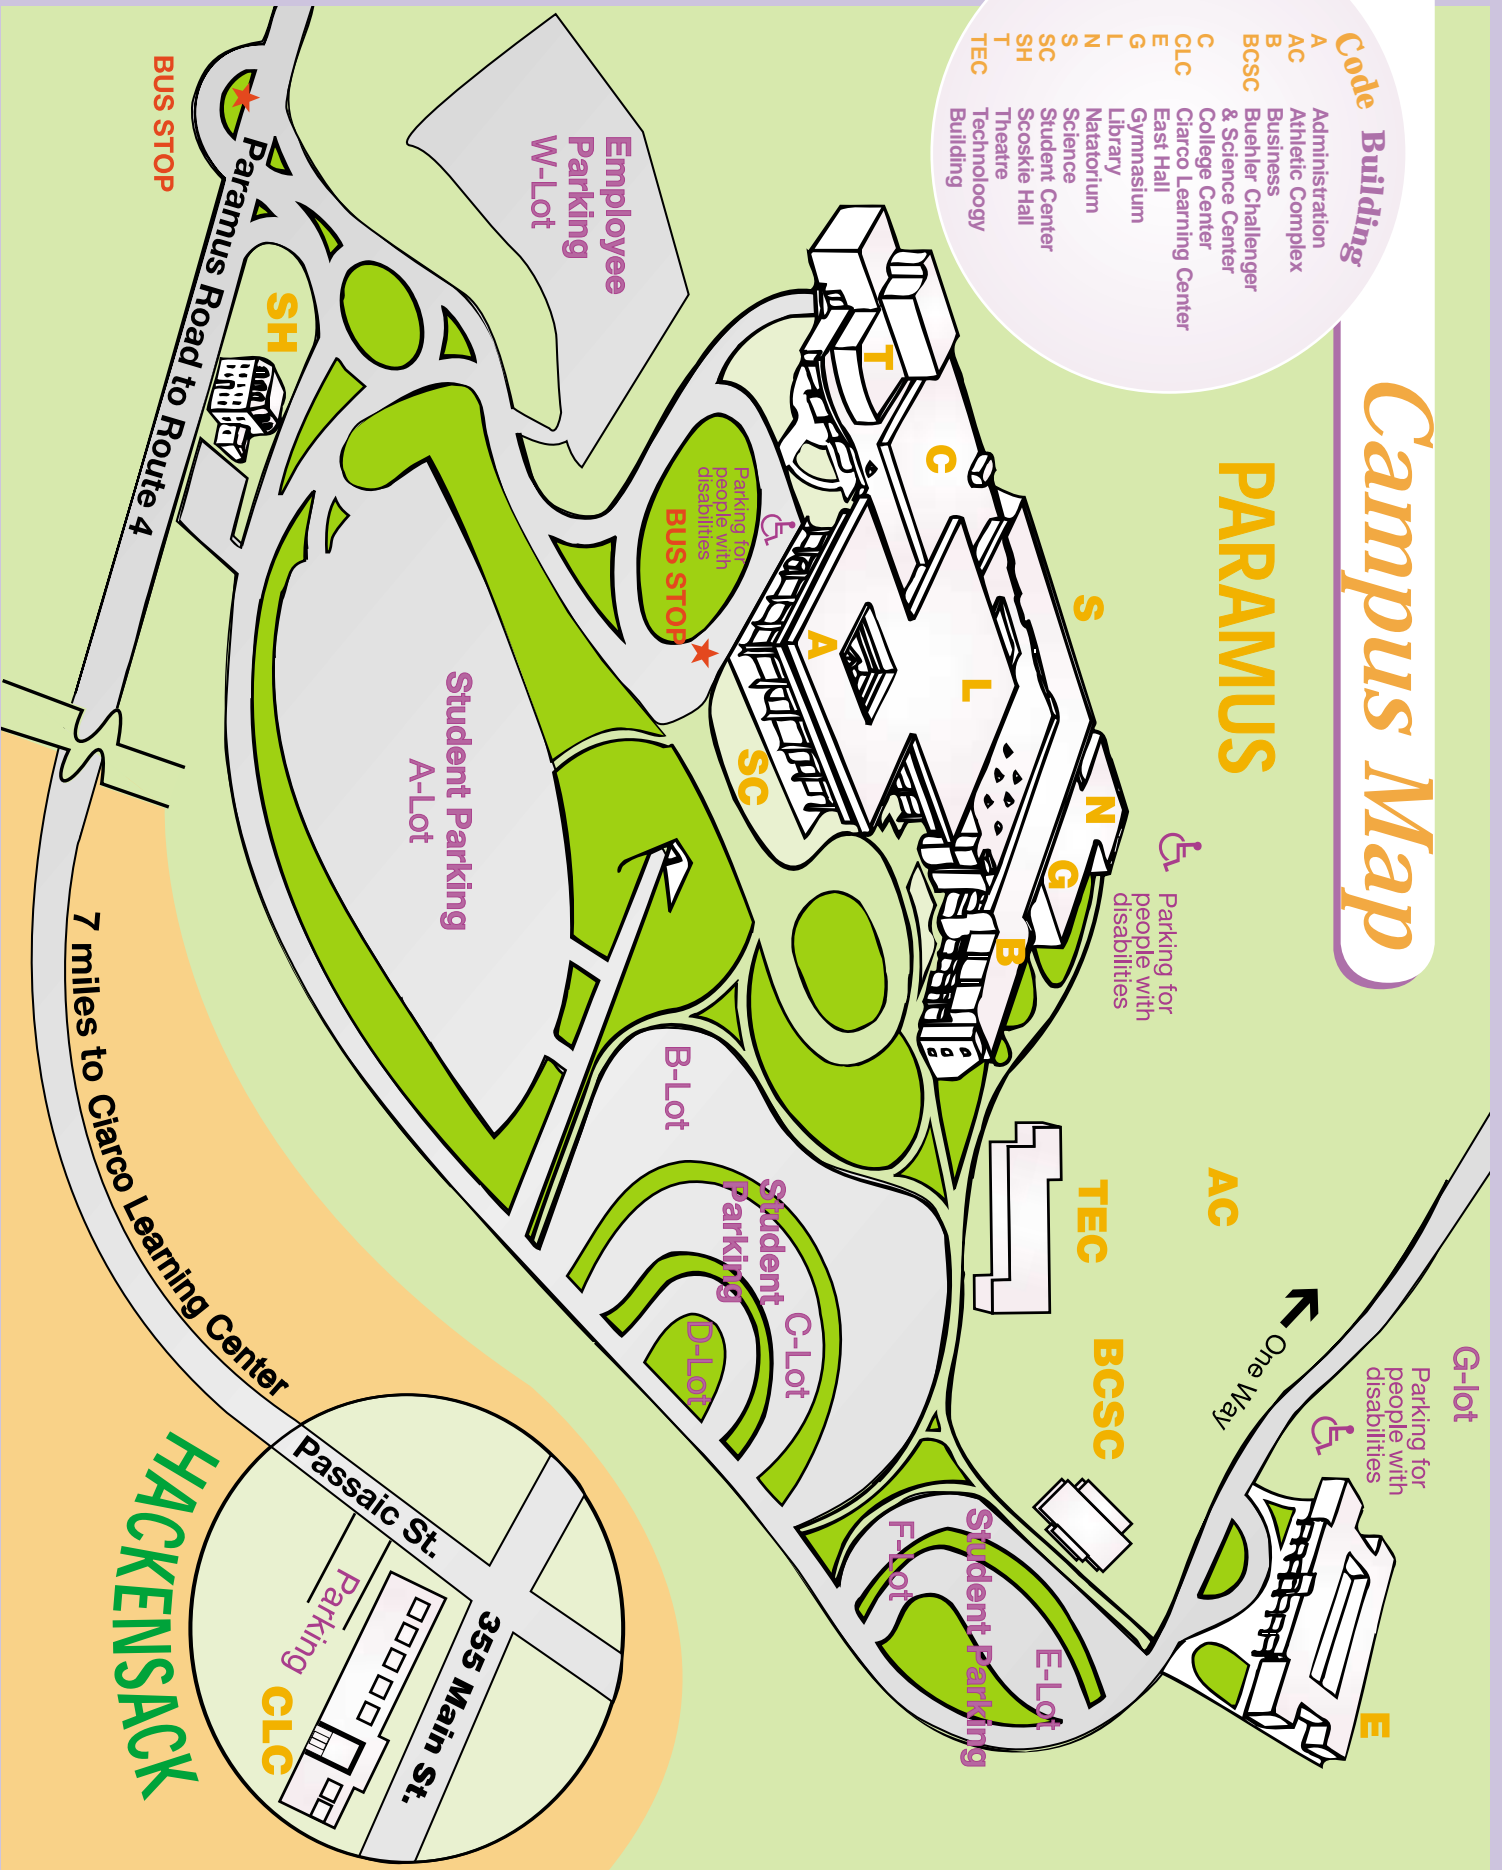 Campus Map
Code Building
A Administration
AC Athletic Complex
B Business
BCSC Buehler Challenger
& Science Center
C College Center
CLC Ciarco Learning Center
E East Hall
G Gymnasium
L Library
N Natatorium
S Science
SC Student Center
SH Scoskie Hall
T Theatre
TEC Technology
Building
PARAMUS
G-lot
Parking for
people with
disabilities
One Way
AC
E
Parking for
people with
disabilities
TEC
BCSC
S
N
G
B
T
C
L
A
SC
Parking for
people with
disabilities
BUS STOP
Employee
Parking
W-Lot
Student Parking
E-Lot
F-Lot
Student
Parking
C-Lot
B-Lot
D-Lot
Student Parking
A-Lot
SH
BUS STOP
Paramus Road to Route 4
7 miles to Ciarco Learning Center
Passaic St.
355 Main St.
Parking
CLC
HACKENSACK